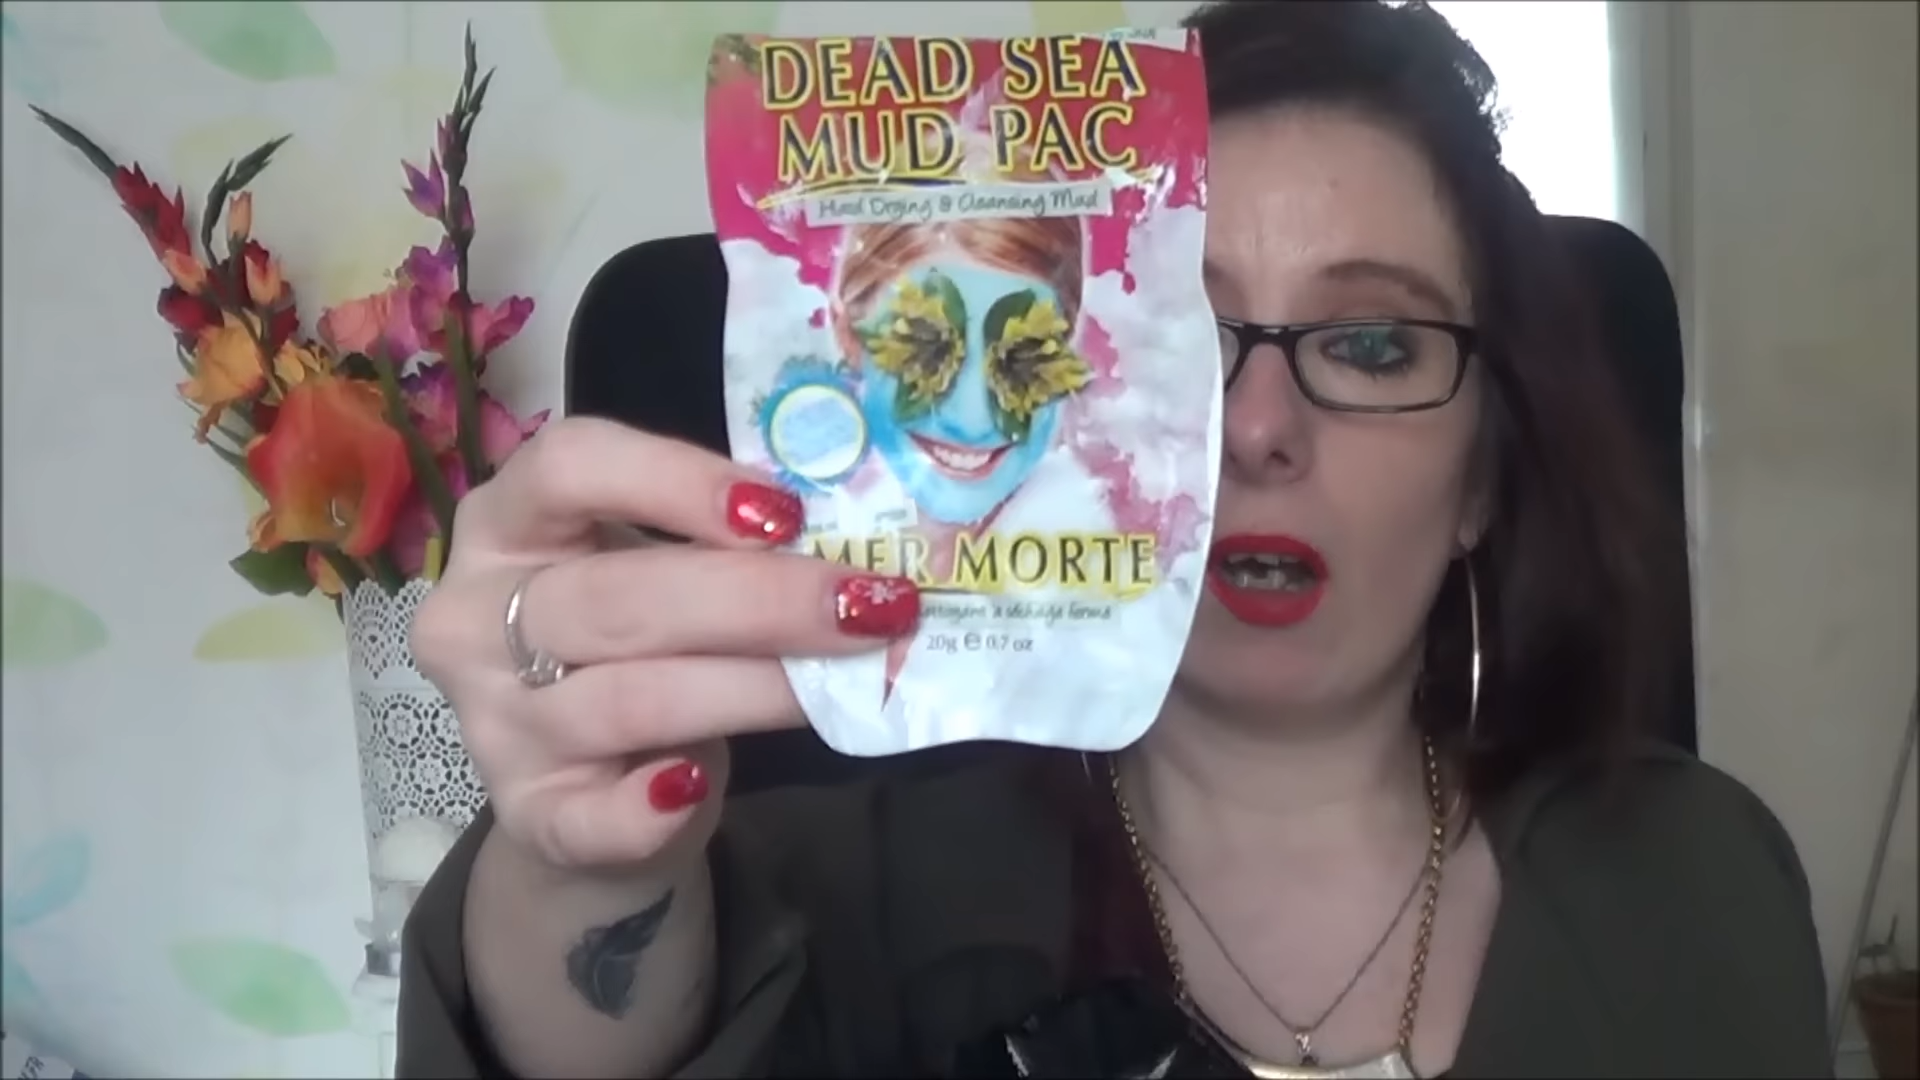 DEAD SEA
MUD PAC
Hard Drying & Cleansing Mud
MER MORTE
20g e 0.7 oz